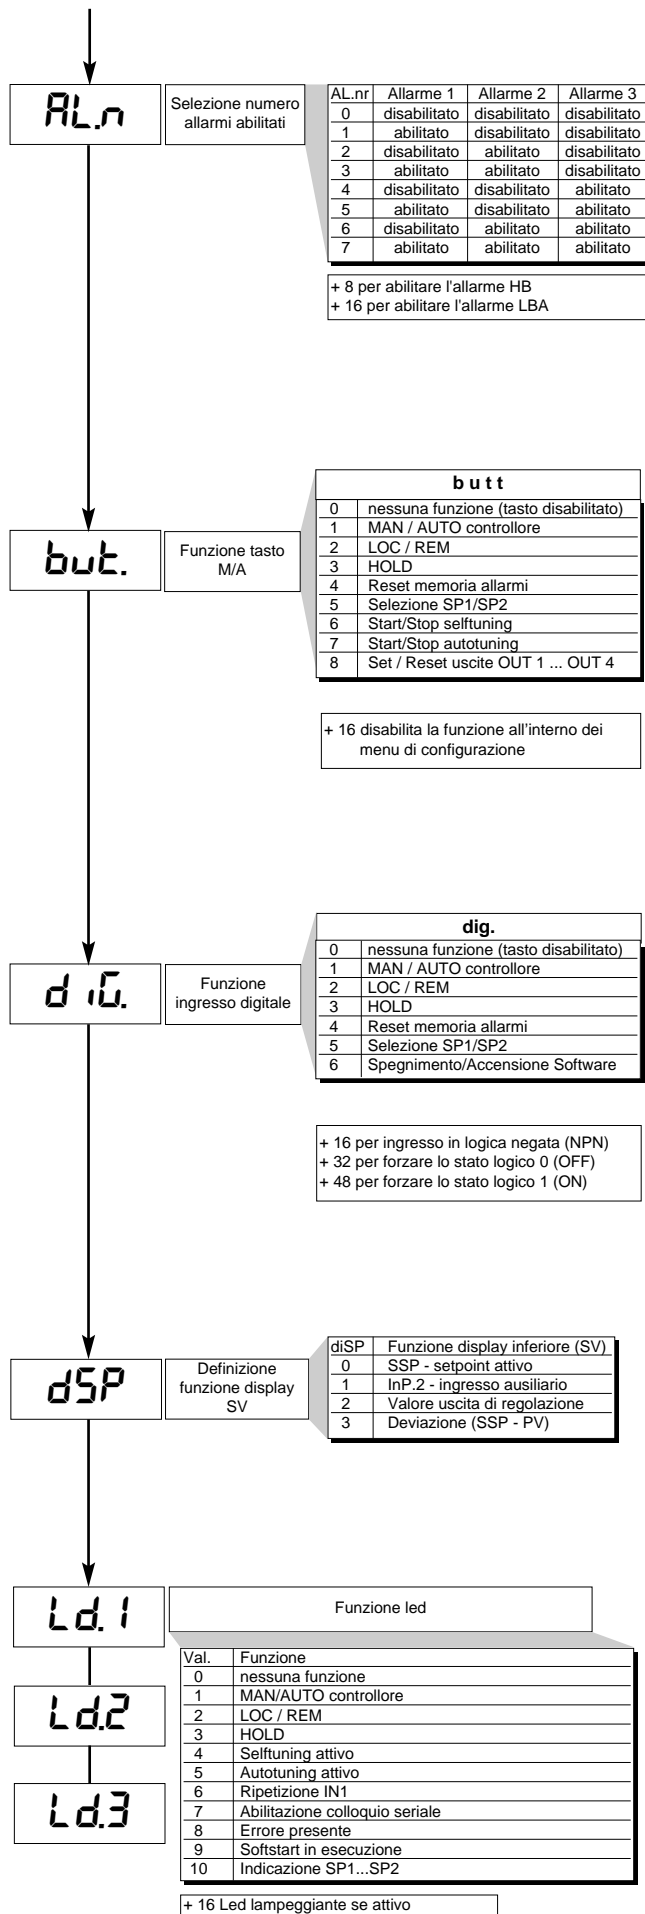 AL.n
Selezione numero
allarmi abilitati
AL.nr Allarme 1 Allarme 2 Allarme 3
0 disabilitato disabilitato disabilitato
1 abilitato disabilitato disabilitato
2 disabilitato abilitato disabilitato
3 abilitato abilitato disabilitato
4 disabilitato disabilitato abilitato
5 abilitato disabilitato abilitato
6 disabilitato abilitato abilitato
7 abilitato abilitato abilitato
+ 8 per abilitare l'allarme HB
+ 16 per abilitare l'allarme LBA
but.
Funzione tasto
M/A
b u t t
0 nessuna funzione (tasto disabilitato)
1 MAN / AUTO controllore
2 LOC / REM
3 HOLD
4 Reset memoria allarmi
5 Selezione SP1/SP2
6 Start/Stop selftuning
7 Start/Stop autotuning
8 Set / Reset uscite OUT 1 ... OUT 4
+ 16 disabilita la funzione all'interno dei
menu di configurazione
diG.
Funzione
ingresso digitale
dig.
0 nessuna funzione (tasto disabilitato)
1 MAN / AUTO controllore
2 LOC / REM
3 HOLD
4 Reset memoria allarmi
5 Selezione SP1/SP2
6 Spegnimento/Accensione Software
+ 16 per ingresso in logica negata (NPN)
+ 32 per forzare lo stato logico 0 (OFF)
+ 48 per forzare lo stato logico 1 (ON)
dSP
Definizione
funzione display
SV
diSP Funzione display inferiore (SV)
0 SSP - setpoint attivo
1 InP.2 - ingresso ausiliario
2 Valore uscita di regolazione
3 Deviazione (SSP - PV)
Ld.1
Funzione led
Ld.2
Ld.3
Val. Funzione
0 nessuna funzione
1 MAN/AUTO controllore
2 LOC / REM
3 HOLD
4 Selftuning attivo
5 Autotuning attivo
6 Ripetizione IN1
7 Abilitazione colloquio seriale
8 Errore presente
9 Softstart in esecuzione
10 Indicazione SP1...SP2
+ 16 Led lampeggiante se attivo